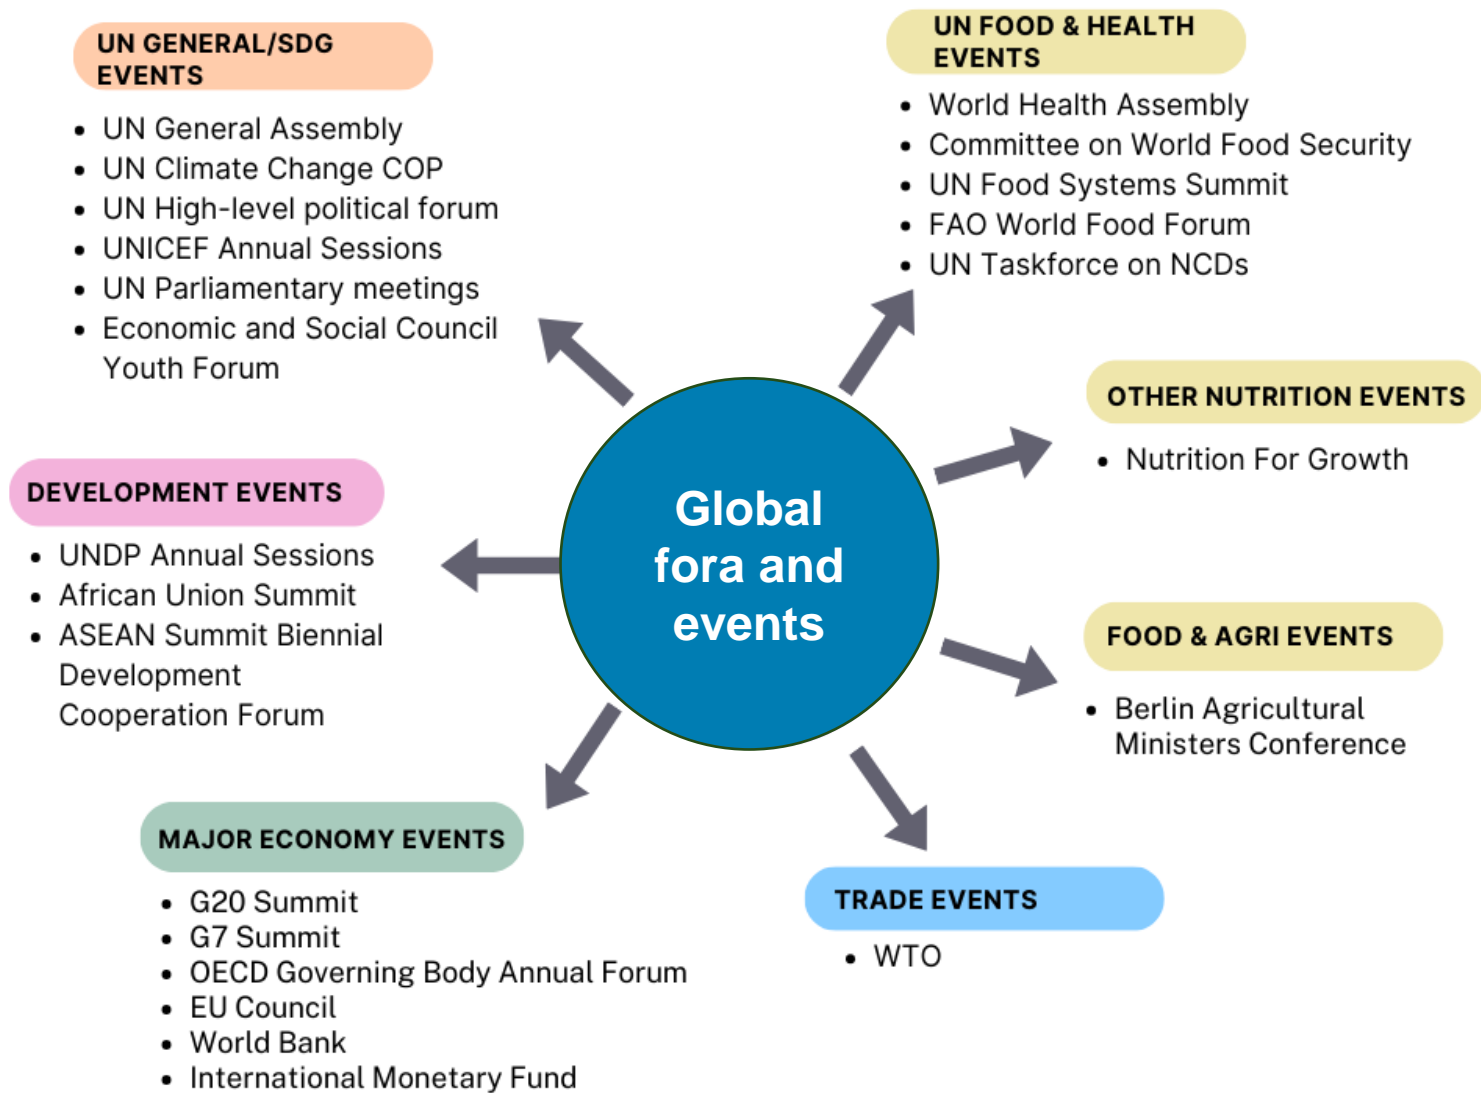 UN GENERAL/SDG
EVENTS
• UN General Assembly
• UN Climate Change COP
• UN High-level political forum
• UNICEF Annual Sessions
• UN Parliamentary meetings
• Economic and Social Council
Youth Forum
UN FOOD & HEALTH
EVENTS
• World Health Assembly
• Committee on World Food Security
• UN Food Systems Summit
• FAO World Food Forum
• UN Taskforce on NCDs
OTHER NUTRITION EVENTS
• Nutrition For Growth
DEVELOPMENT EVENTS
• UNDP Annual Sessions
• African Union Summit
• ASEAN Summit Biennial
Development
Cooperation Forum
Global
fora and
events
FOOD & AGRI EVENTS
• Berlin Agricultural
Ministers Conference
MAJOR ECONOMY EVENTS
• G20 Summit
• G7 Summit
• OECD Governing Body Annual Forum
• EU Council
• World Bank
• International Monetary Fund
TRADE EVENTS
• WTO